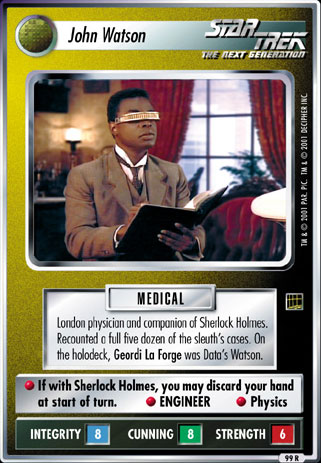 John Watson
STAR TREK
THE NEXT GENERATION
TM & © 2001 PAR. PIC. TM & © 2001 DECIPHER INC.
MEDICAL
London physician and companion of Sherlock Holmes.
Recounted a full five dozen of the sleuth's cases. On
the holodeck, Geordi La Forge was Data's Watson.
If with Sherlock Holmes, you may discard your hand
at start of turn. ENGINEER Physics
INTEGRITY 8 CUNNING 8 STRENGTH 6
99 R